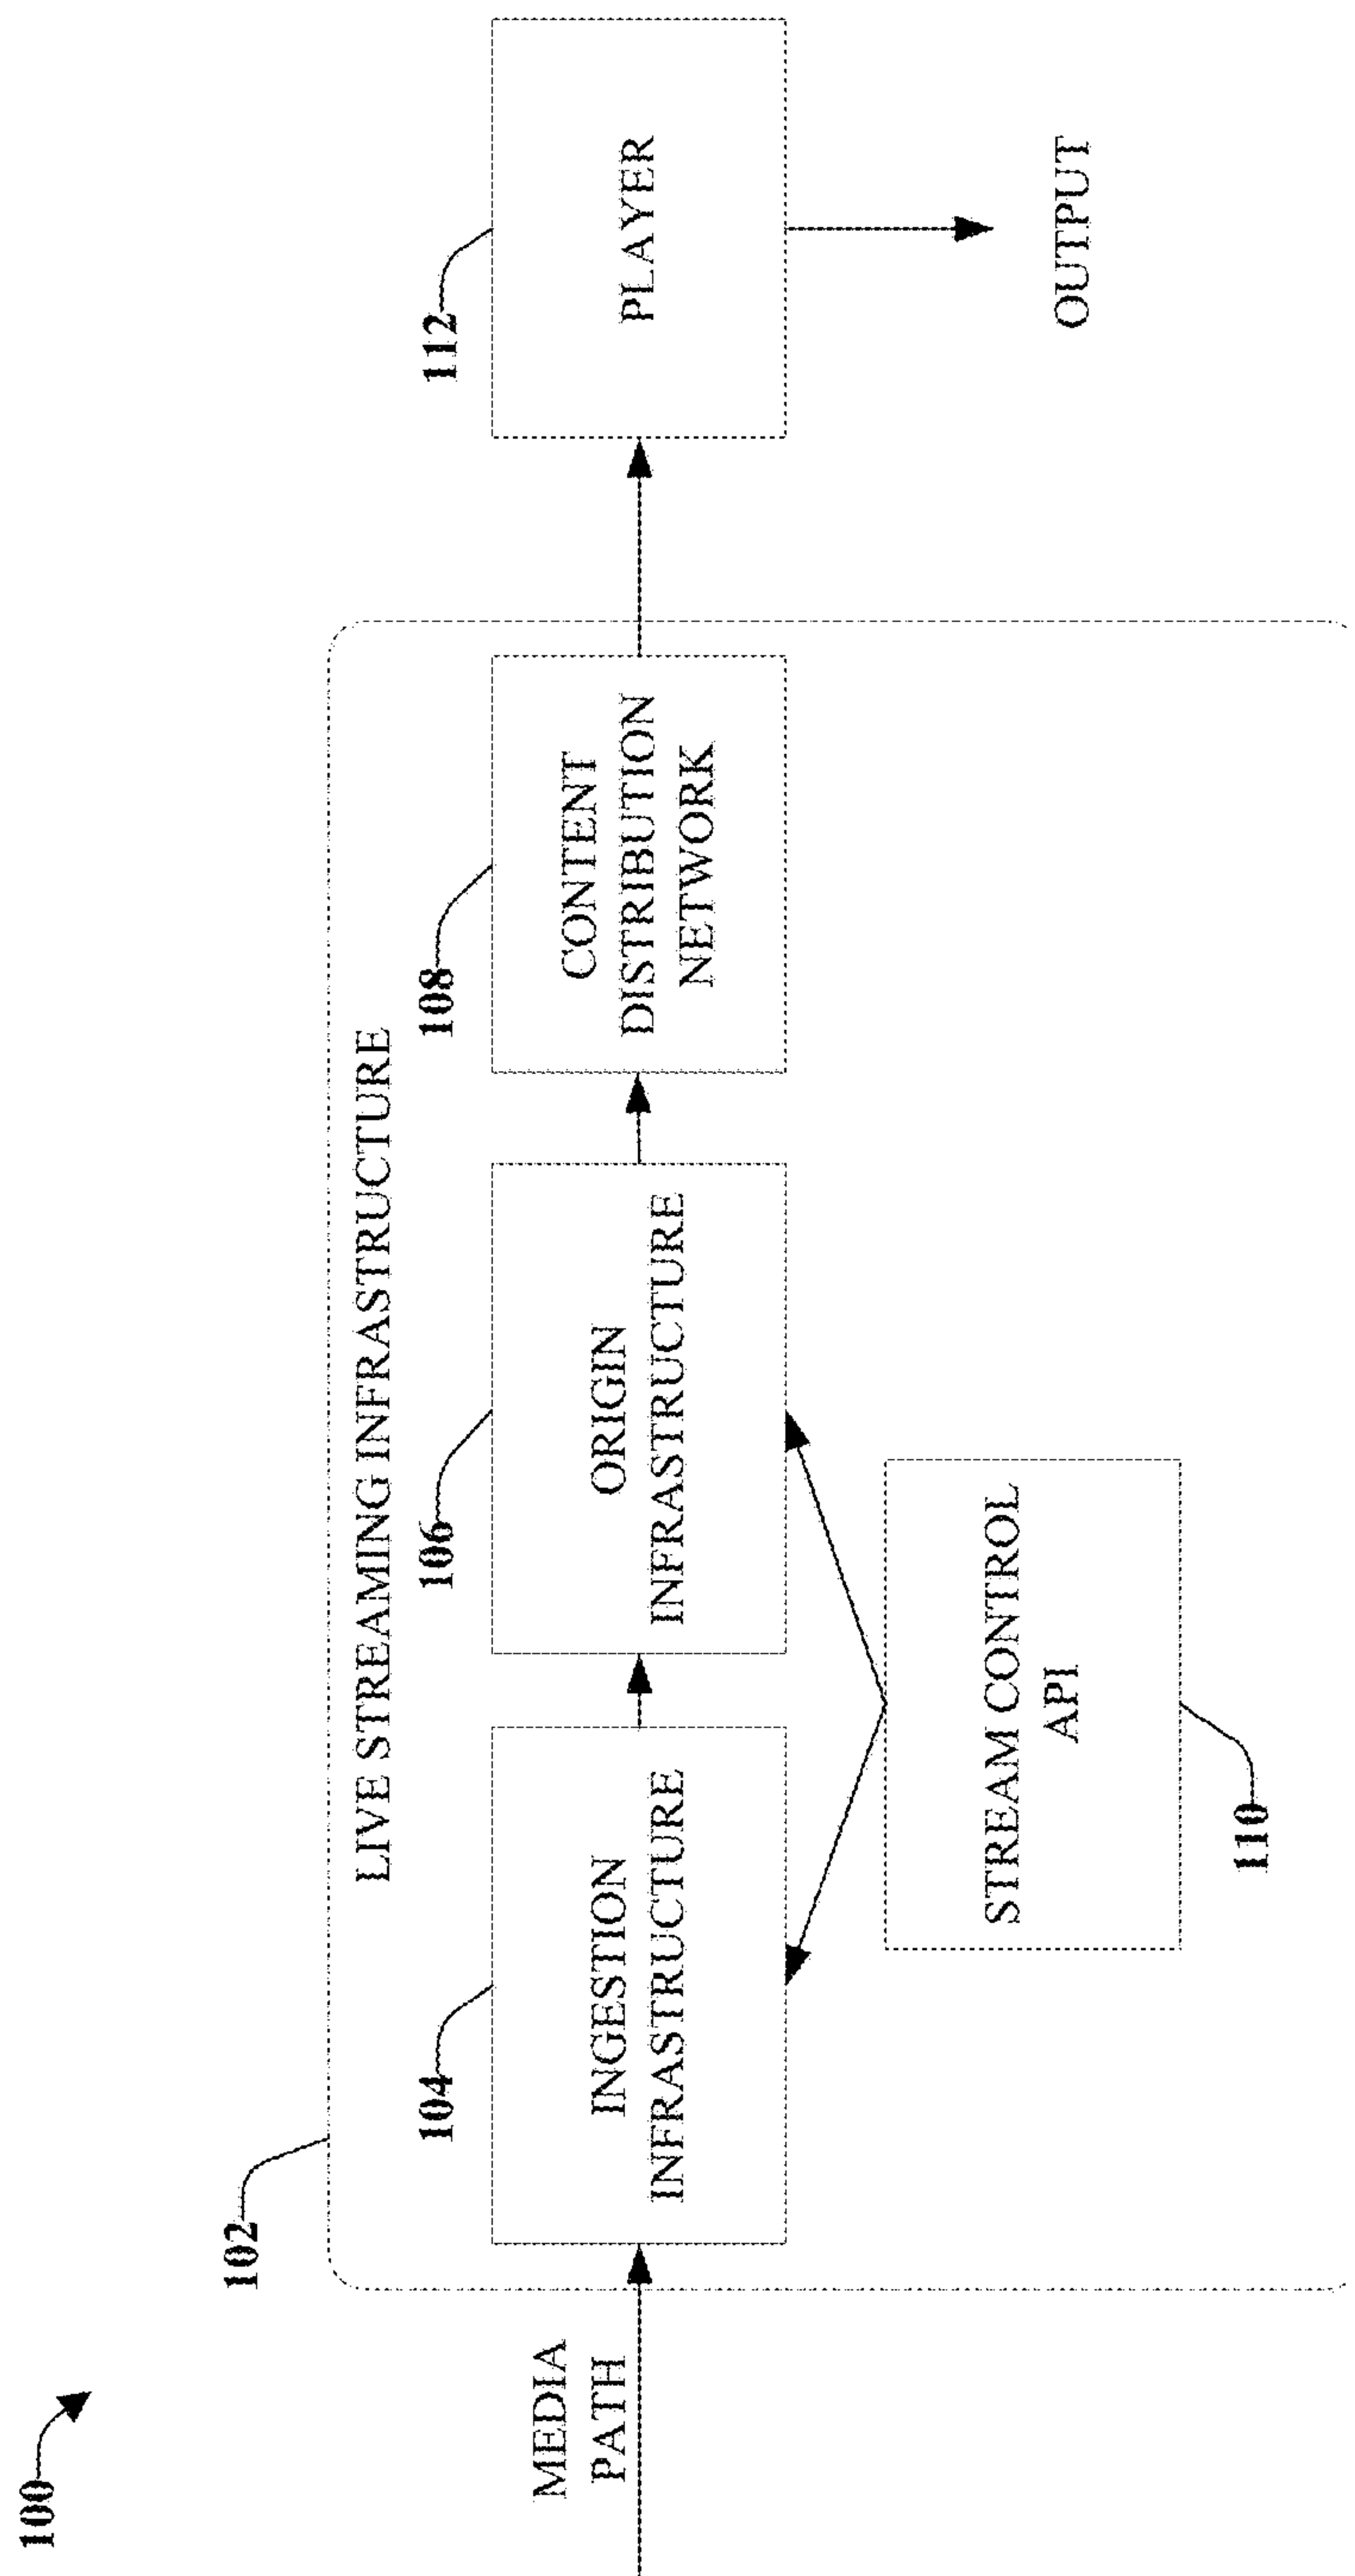 100
102
LIVE STREAMING INFRASTRUCTURE
MEDIA
PATH
104
INGESTION
INFRASTRUCTURE
106
ORIGIN
INFRASTRUCTURE
108
CONTENT
DISTRIBUTION
NETWORK
112
PLAYER
OUTPUT
STREAM CONTROL
API
110